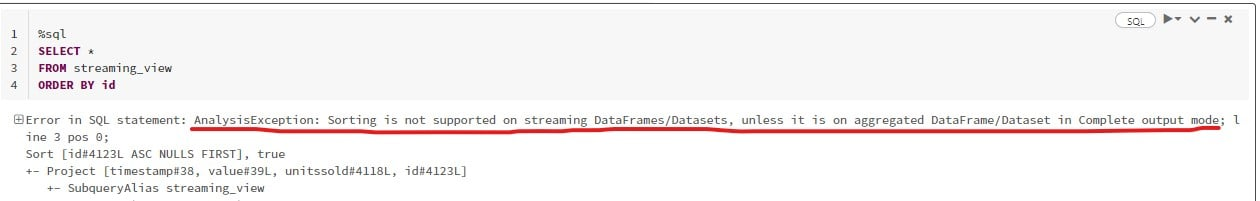 SQL
1 %sql
2 SELECT *
3 FROM streaming_view
4 ORDER BY id
Error in SQL statement: AnalysisException: Sorting is not supported on streaming DataFrames/Datasets, unless it is on aggregated DataFrame/Dataset in Complete output mode; l
ine 3 pos 0;
Sort [id#4123L ASC NULLS FIRST], true
+- Project [timestamp#38, value#39L, unitssold#4118L, id#4123L]
+- SubqueryAlias streaming_view